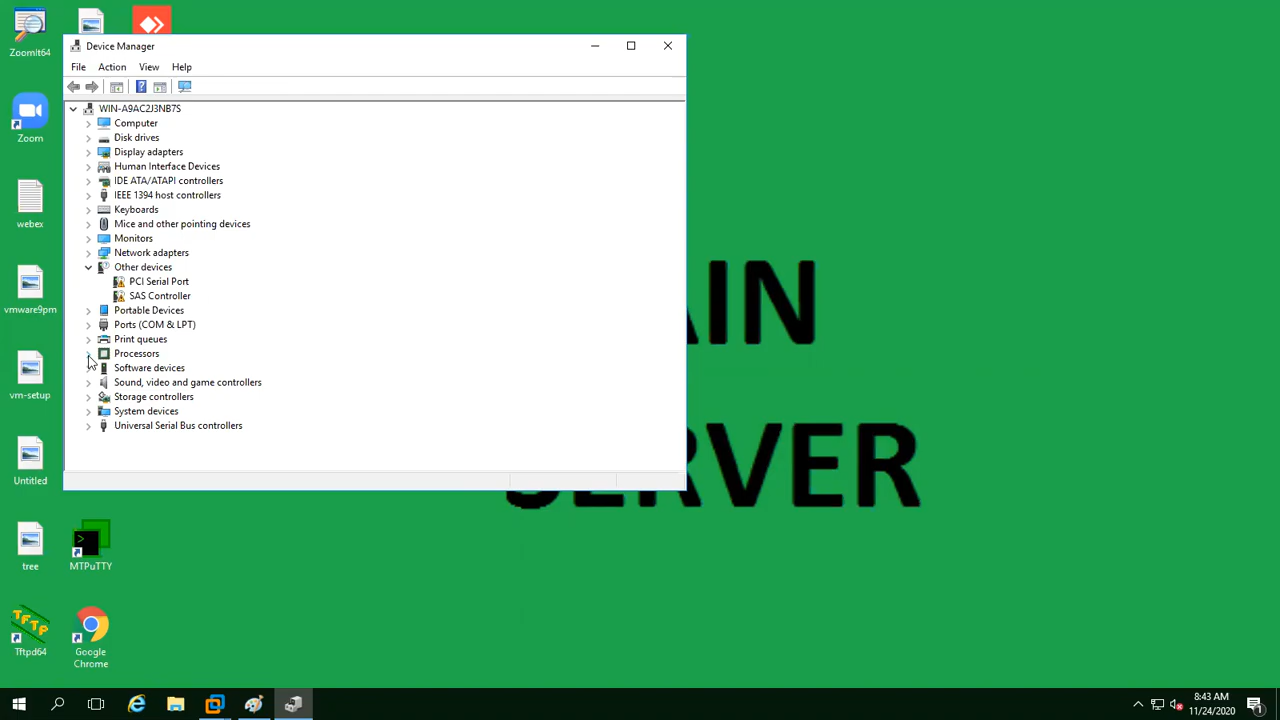 ZoomIt64
Zoom
webex
vmware9pm
vm-setup
Untitled
tree
MTPuTTY
TFTP
Tftpd64
Google
Chrome
Device Manager
File Action View Help
WIN-A9AC2J3NB7S
Computer
Disk drives
Display adapters
Human Interface Devices
IDE ATA/ATAPI controllers
IEEE 1394 host controllers
Keyboards
Mice and other pointing devices
Monitors
Network adapters
Other devices
PCI Serial Port
SAS Controller
Portable Devices
Ports (COM & LPT)
Print queues
Processors
Software devices
Sound, video and game controllers
Storage controllers
System devices
Universal Serial Bus controllers
AIN
SERVER
8:43 AM
11/24/2020
1